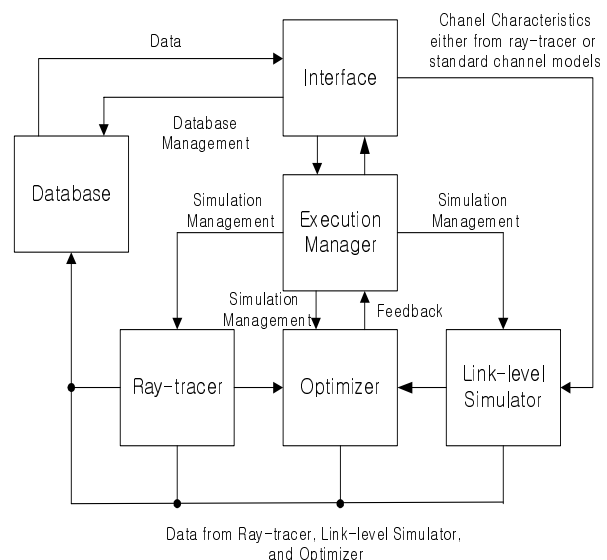 Chanel Characteristics
either from ray-tracer or
standard channel models
Data
Interface
Database
Management
Database
Simulation
Management
Execution
Manager
Simulation
Management
Simulation
Management
Feedback
Ray-tracer
Optimizer
Link-level
Simulator
Data from Ray-tracer, Link-level Simulator,
and Optimizer